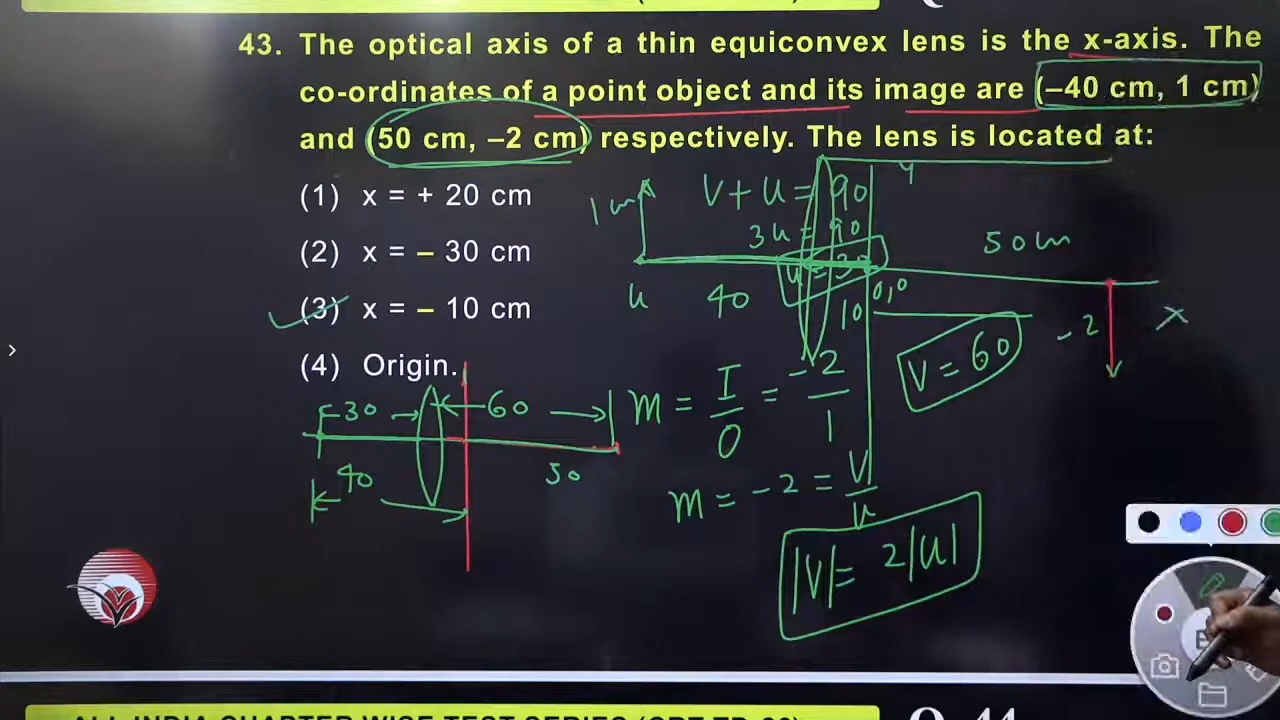 43. The optical axis of a thin equiconvex lens is the x-axis. The
co-ordinates of a point object and its image are (–40 cm, 1 cm)
and (50 cm, –2 cm) respectively. The lens is located at:
(1) x = + 20 cm
(2) x = – 30 cm
(3) x = – 10 cm
(4) Origin.
1 cm
V + u = 90
3u = 90
u = 30
y
50 cm
u
40
10
0,0
-2
x
V = 60
m = I/O = -2/1
m = -2 = V/u
|V| = 2|u|
30
60
40
50